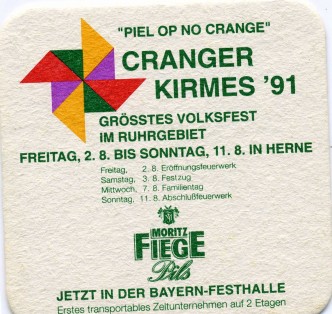 "PIEL OP NO CRANGE"
CRANGER
KIRMES '91
GRÖSSTES VOLKSFEST
IM RUHRGEBIET
FREITAG, 2. 8. BIS SONNTAG, 11. 8. IN HERNE
Freitag, 2. 8. Eröffnungsfeuerwerk
Samstag, 3. 8. Festzug
Mittwoch, 7. 8. Familientag
Sonntag, 11. 8. Abschlußfeuerwerk
MORITZ
FIEGE
Pils
JETZT IN DER BAYERN-FESTHALLE
Erstes transportables Zeltunternehmen auf 2 Etagen